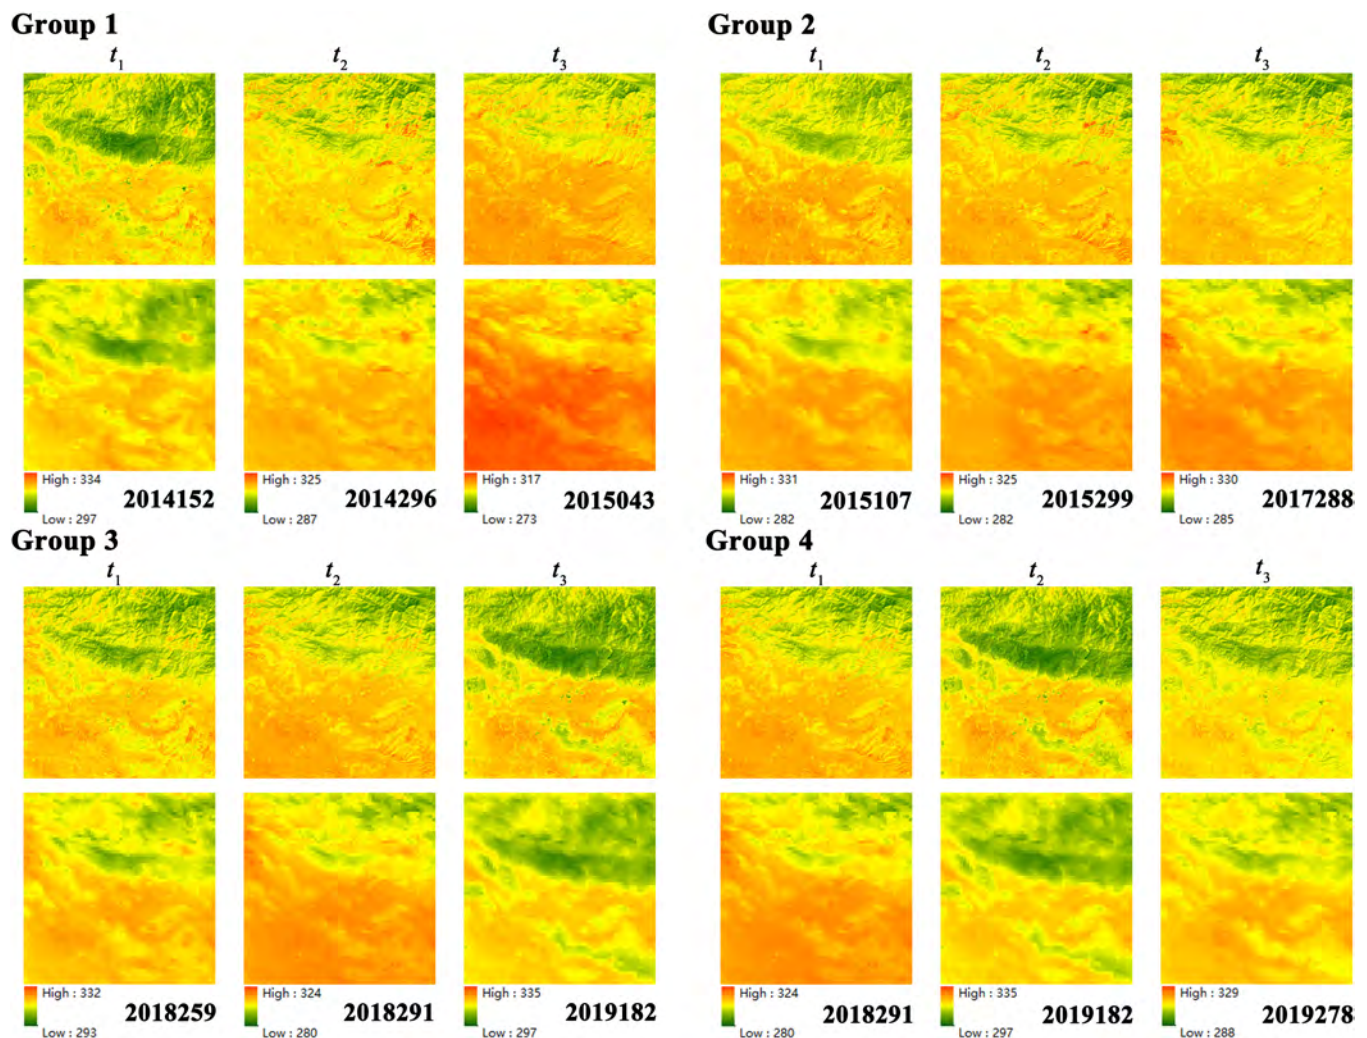 Group 1
t1 t2 t3
High : 334
Low : 297
2014152
High : 325
Low : 287
2014296
High : 317
Low : 273
2015043
Group 2
t1 t2 t3
High : 331
Low : 282
2015107
High : 325
Low : 282
2015299
High : 330
Low : 285
2017288
Group 3
t1 t2 t3
High : 332
Low : 293
2018259
High : 324
Low : 280
2018291
High : 335
Low : 297
2019182
Group 4
t1 t2 t3
High : 324
Low : 280
2018291
High : 335
Low : 297
2019182
High : 329
Low : 288
2019278